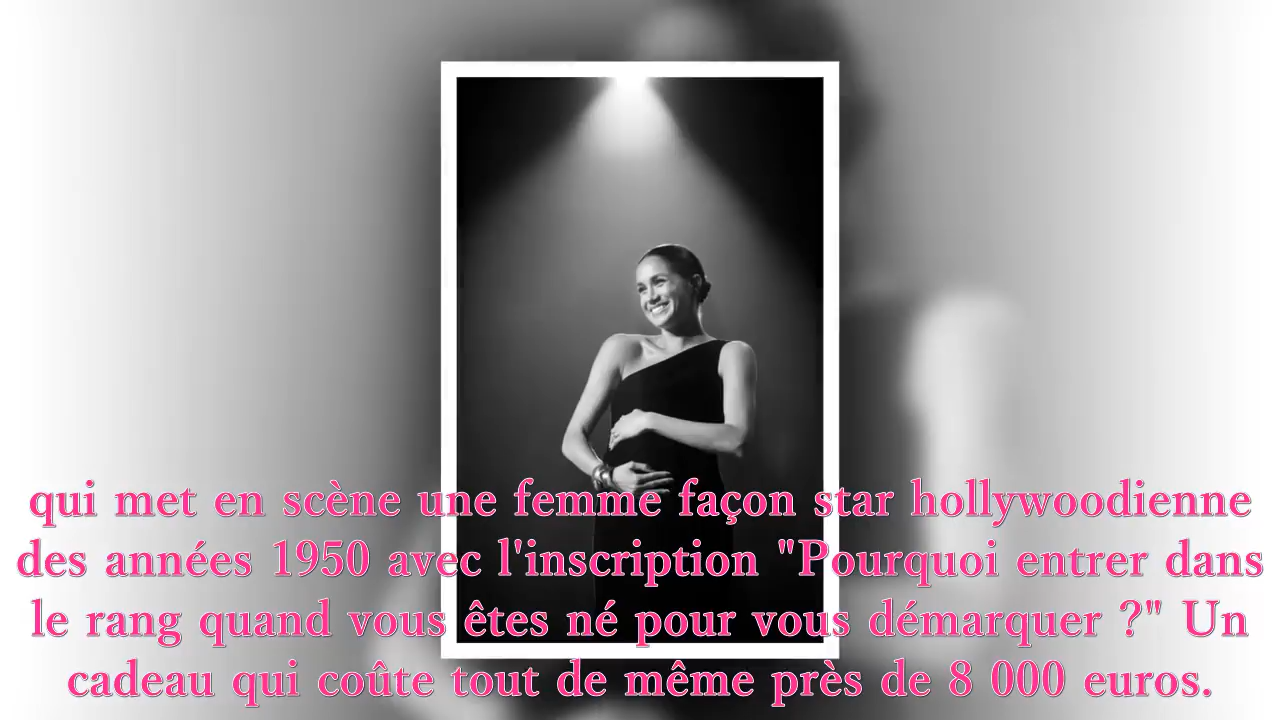 qui met en scène une femme façon star hollywoodienne
des années 1950 avec l'inscription "Pourquoi entrer dans
le rang quand vous êtes né pour vous démarquer ?" Un
cadeau qui coûte tout de même près de 8 000 euros.